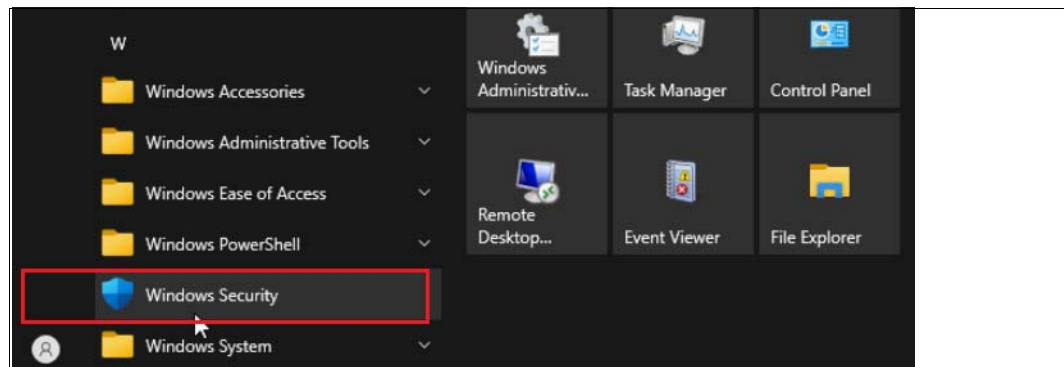 W
Windows Accessories
Windows Administrative Tools
Windows Ease of Access
Windows PowerShell
Windows Security
Windows System
Windows
Administrativ...
Task Manager
Control Panel
Remote
Desktop...
Event Viewer
File Explorer